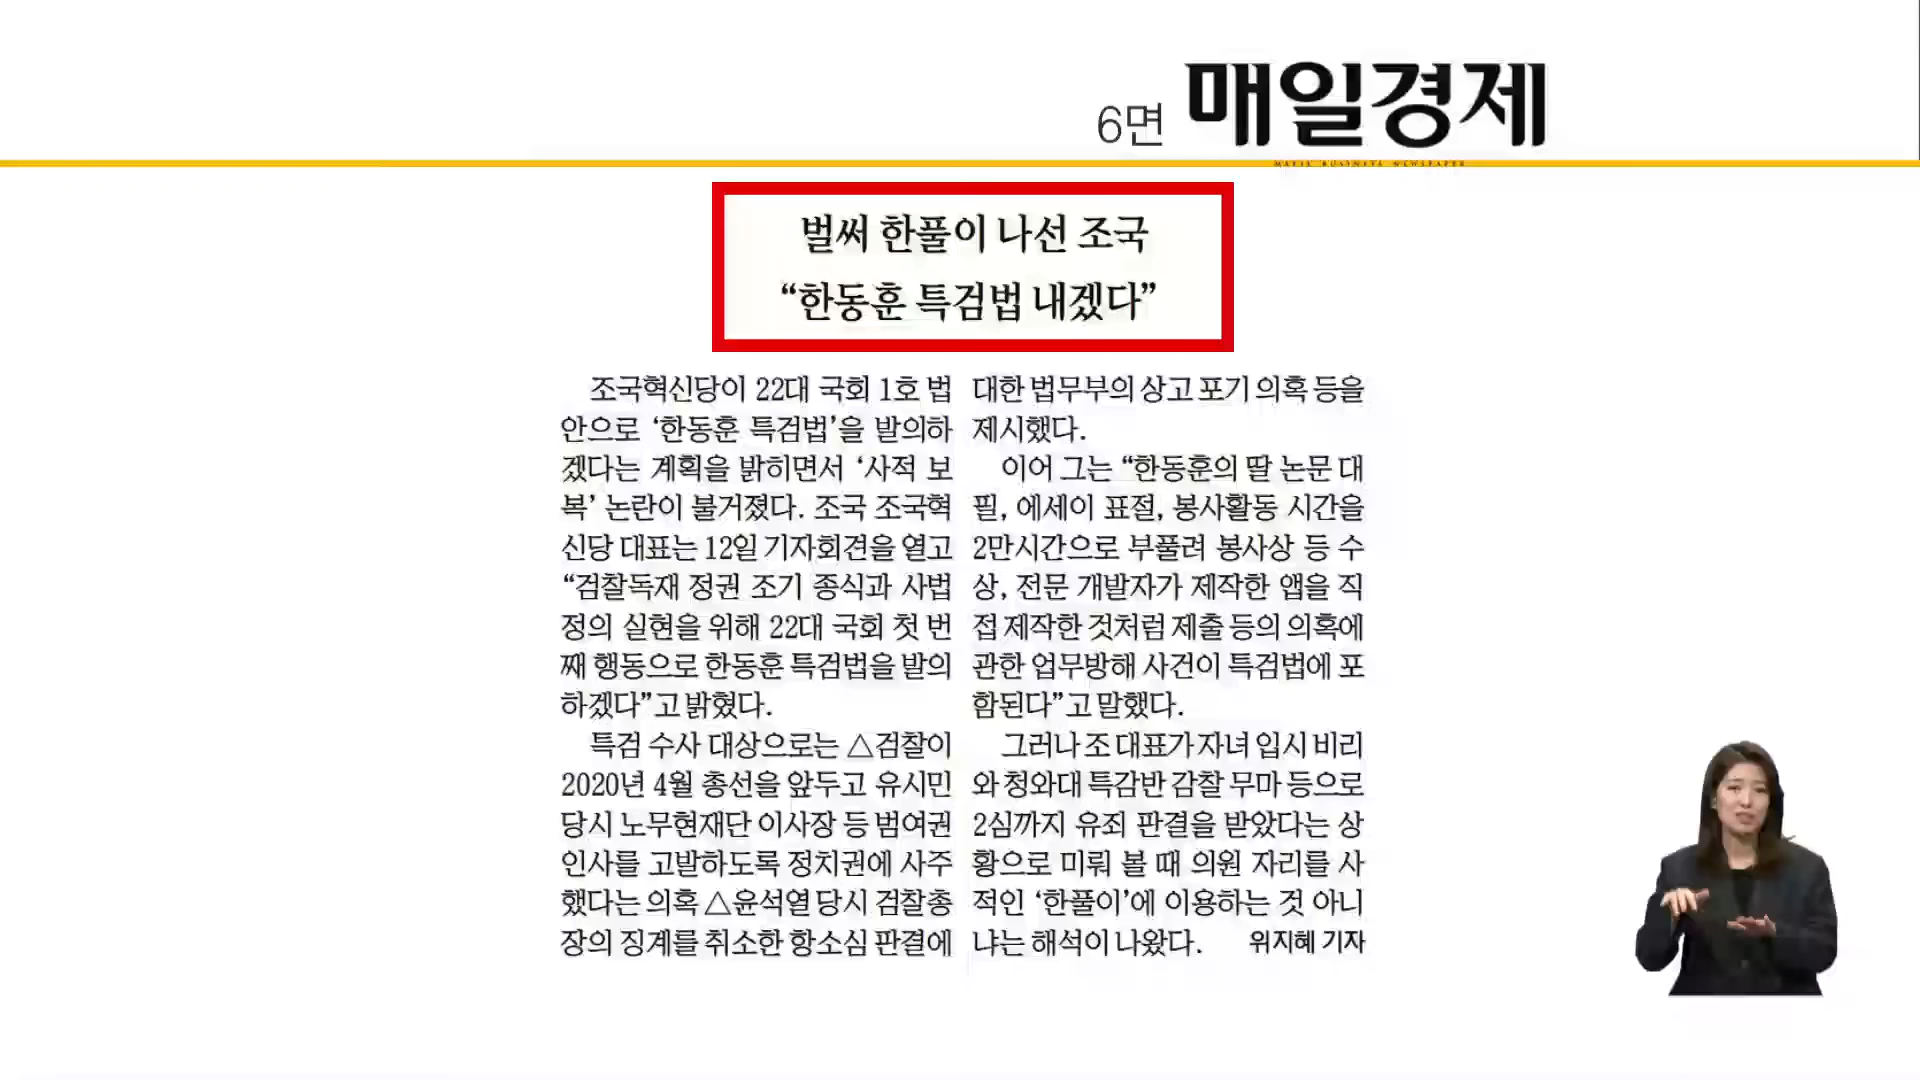 6면 매일경제
MAEIL BUSINESS NEWSPAPER
벌써 한풀이 나선 조국
“한동훈 특검법 내겠다”
조국혁신당이 22대 국회 1호 법
안으로 ‘한동훈 특검법’을 발의하
겠다는 계획을 밝히면서 ‘사적 보
복’ 논란이 불거졌다. 조국 조국혁
신당 대표는 12일 기자회견을 열고
“검찰독재 정권 조기 종식과 사법
정의 실현을 위해 22대 국회 첫 번
째 행동으로 한동훈 특검법을 발의
하겠다”고 밝혔다.
특검 수사 대상으로는 △검찰이
2020년 4월 총선을 앞두고 유시민
당시 노무현재단 이사장 등 범여권
인사를 고발하도록 정치권에 사주
했다는 의혹 △윤석열 당시 검찰총
장의 징계를 취소한 항소심 판결에
대한 법무부의 상고 포기 의혹 등을
제시했다.
이어 그는 “한동훈의 딸 논문 대
필, 에세이 표절, 봉사활동 시간을
2만시간으로 부풀려 봉사상 등 수
상, 전문 개발자가 제작한 앱을 직
접 제작한 것처럼 제출 등의 의혹에
관한 업무방해 사건이 특검법에 포
함된다”고 말했다.
그러나 조 대표가 자녀 입시 비리
와 청와대 특감반 감찰 무마 등으로
2심까지 유죄 판결을 받았다는 상
황으로 미뤄 볼 때 의원 자리를 사
적인 ‘한풀이’에 이용하는 것 아니
냐는 해석이 나왔다. 위지혜 기자